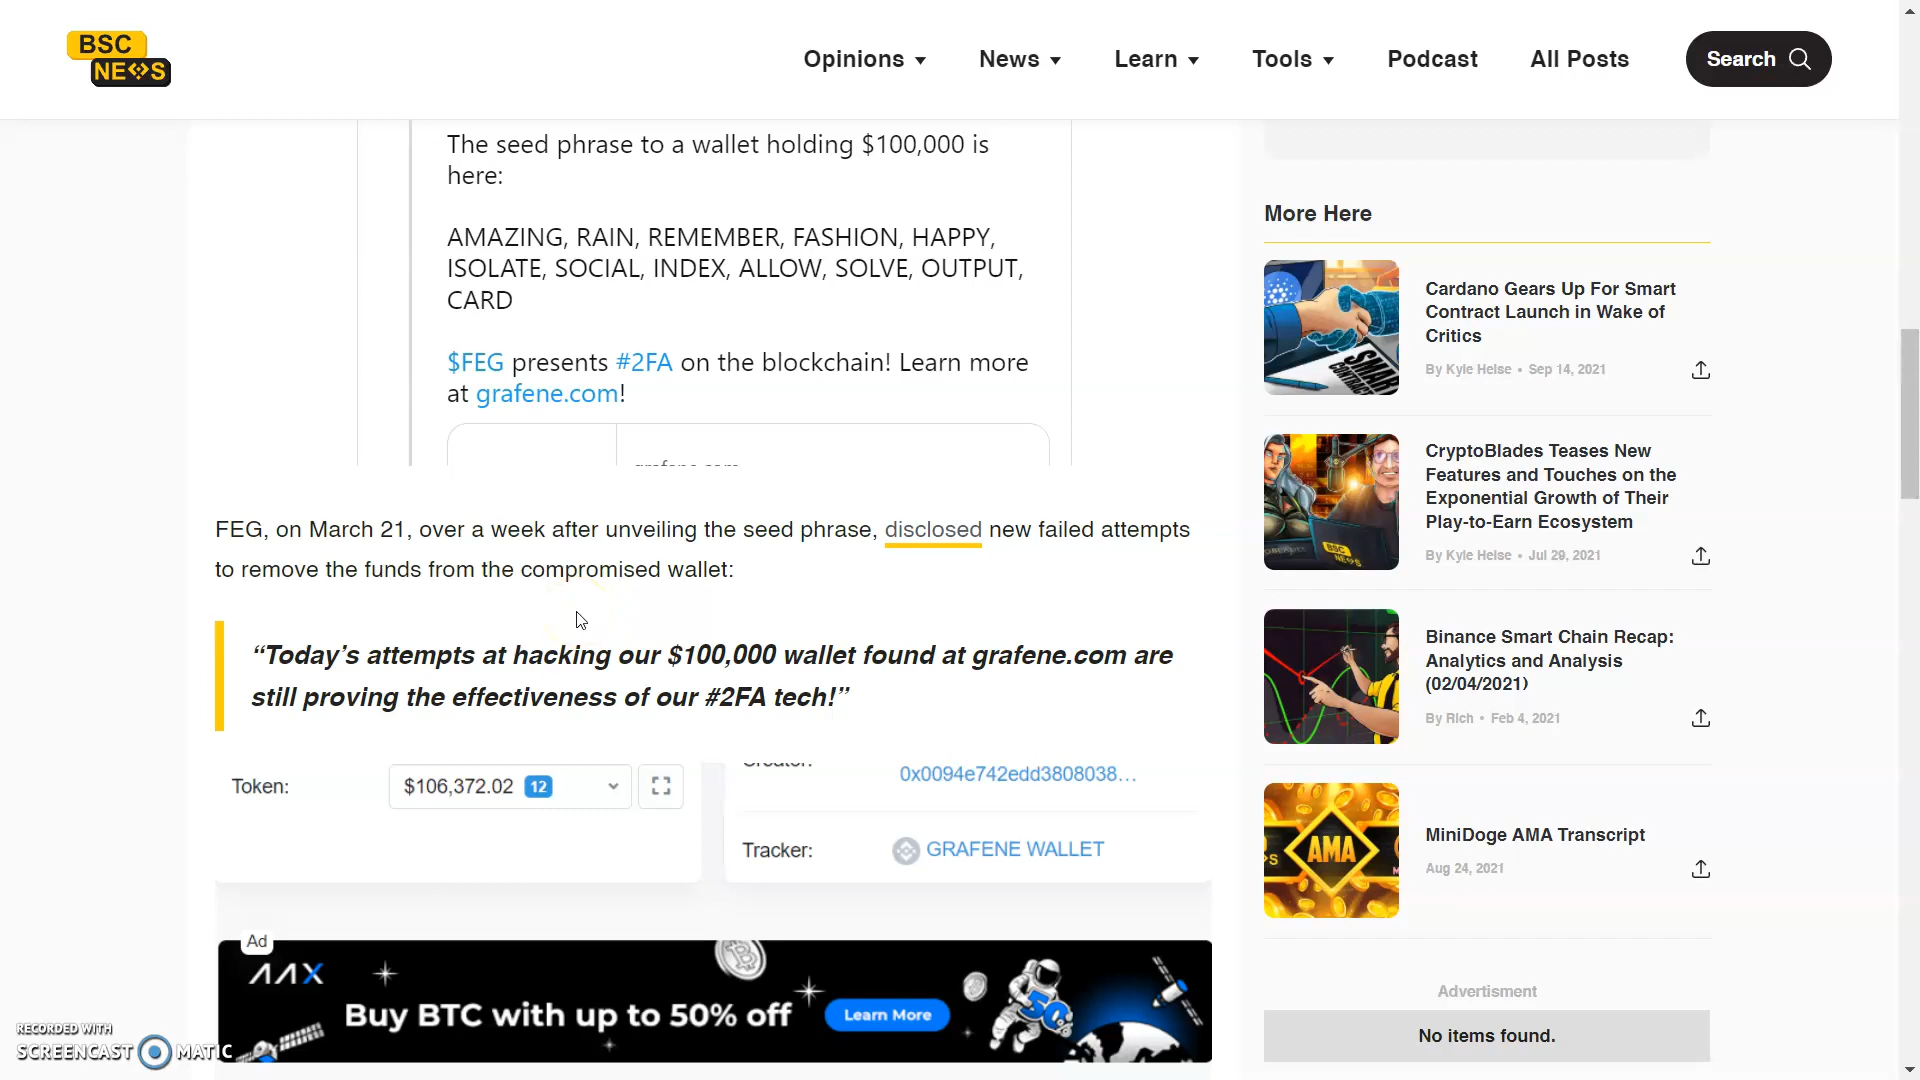 BSC
NEWS
Opinions ▾
News ▾
Learn ▾
Tools ▾
Podcast
All Posts
Search
The seed phrase to a wallet holding $100,000 is
here:
AMAZING, RAIN, REMEMBER, FASHION, HAPPY,
ISOLATE, SOCIAL, INDEX, ALLOW, SOLVE, OUTPUT,
CARD
$FEG presents #2FA on the blockchain! Learn more
at grafene.com!
FEG, on March 21, over a week after unveiling the seed phrase, disclosed new failed attempts
to remove the funds from the compromised wallet:
“Today’s attempts at hacking our $100,000 wallet found at grafene.com are
still proving the effectiveness of our #2FA tech!”
Token:
$106,372.02 12
0x0094e742edd3808038...
Tracker:
GRAFENE WALLET
Ad
AAX
Buy BTC with up to 50% off
Learn More
50%
More Here
Cardano Gears Up For Smart
Contract Launch in Wake of
Critics
By Kyle Heise • Sep 14, 2021
CryptoBlades Teases New
Features and Touches on the
Exponential Growth of Their
Play-to-Earn Ecosystem
By Kyle Heise • Jul 29, 2021
Binance Smart Chain Recap:
Analytics and Analysis
(02/04/2021)
By Rich • Feb 4, 2021
AMA
MiniDoge AMA Transcript
Aug 24, 2021
Advertisment
No items found.
RECORDED WITH
SCREENCAST MATIC